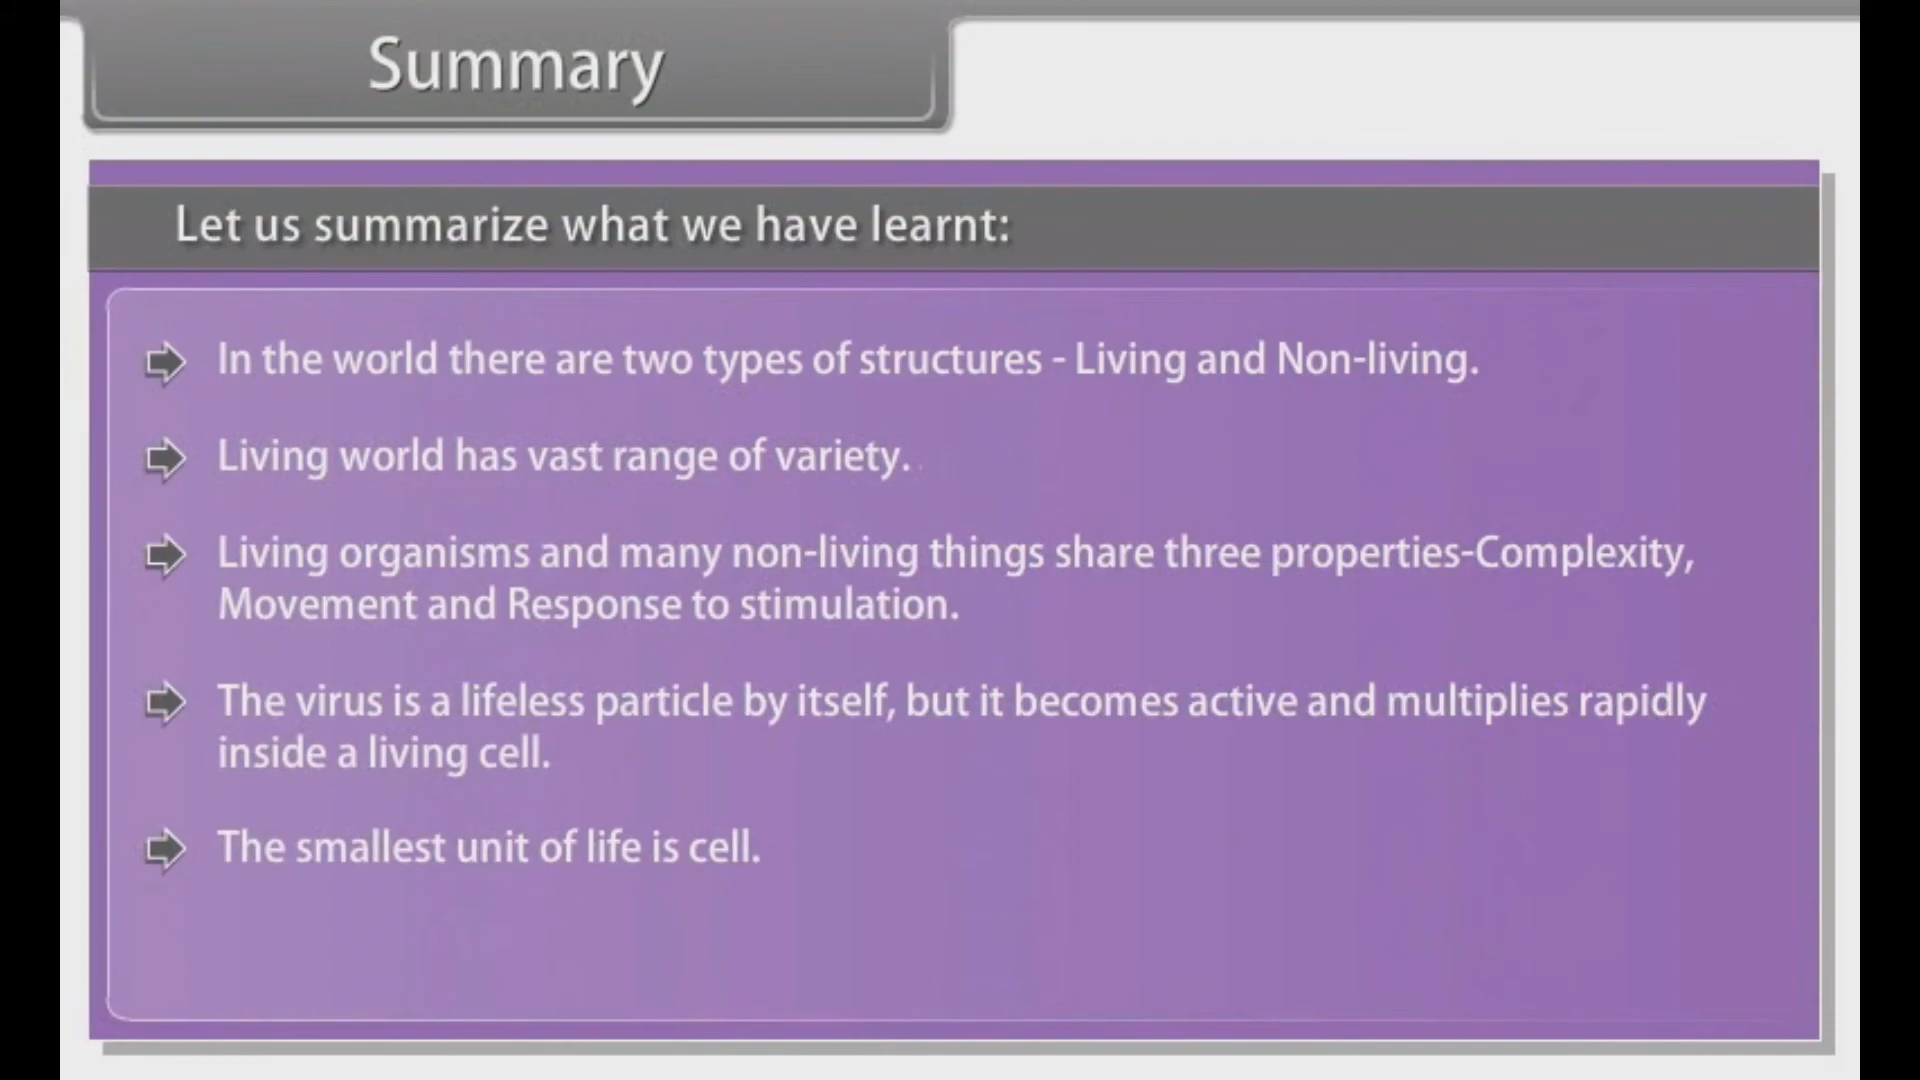 Summary
Let us summarize what we have learnt:
In the world there are two types of structures - Living and Non-living.
Living world has vast range of variety.
Living organisms and many non-living things share three properties-Complexity,
Movement and Response to stimulation.
The virus is a lifeless particle by itself, but it becomes active and multiplies rapidly
inside a living cell.
The smallest unit of life is cell.